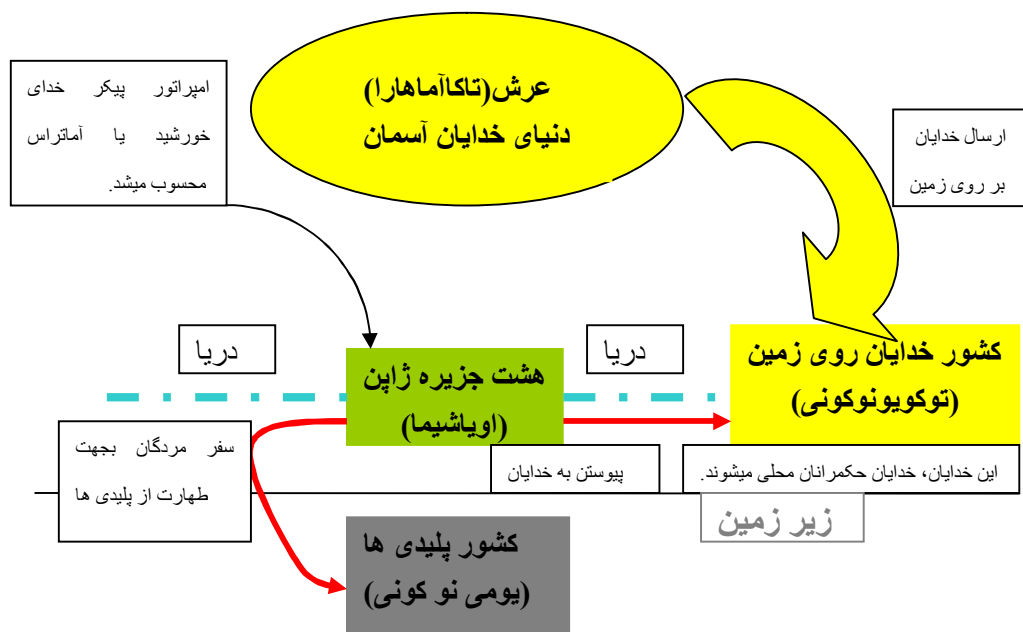 عرش(تاکاآماهارا)
دنیای خدایان آسمان
ارسال خدایان
بر روی زمین
امپراتور پیکر خدای
خورشید یا آماتراس
محسوب میشد.
دریا
دریا
کشور خدایان روی زمین
(توکویونوکونی)
هشت جزیره ژاپن
(اویاشیما)
این خدایان، خدایان حکمرانان محلی میشوند.
پیوستن به خدایان
سفر مردگان بجهت
طهارت از پلیدی ها
زیر زمین
کشور پلیدی ها
(یومی نو کونی)